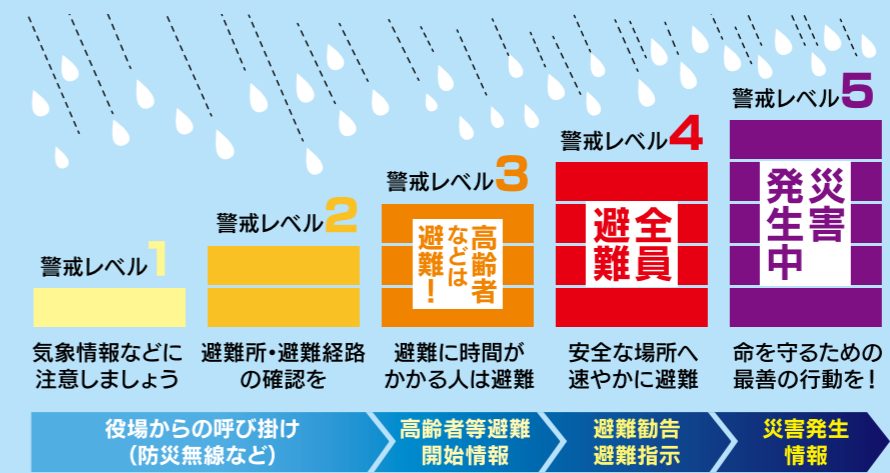 警戒レベル1
気象情報などに
注意しましょう
警戒レベル2
避難所・避難経路
の確認を
警戒レベル3
高齢者
などは
避難！
避難に時間が
かかる人は避難
警戒レベル4
全員
避難
安全な場所へ
速やかに避難
警戒レベル5
災害
発生中
命を守るための
最善の行動を！
役場からの呼び掛け
（防災無線など）
高齢者等避難
開始情報
避難勧告
避難指示
災害発生
情報